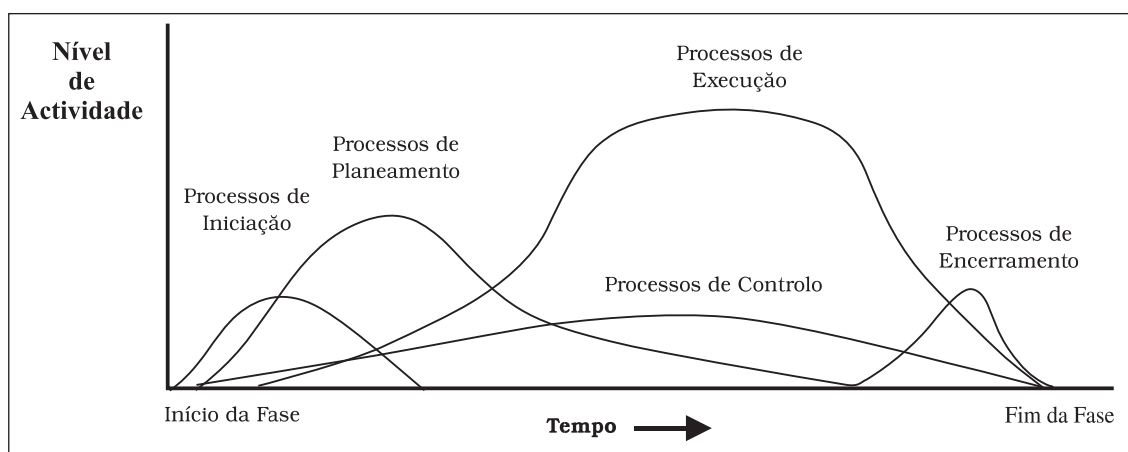 Nível
de
Actividade
Processos de
Execução
Processos de
Planeamento
Processos de
Iniciação
Processos de
Encerramento
Processos de Controlo
Início da Fase
Tempo
Fim da Fase